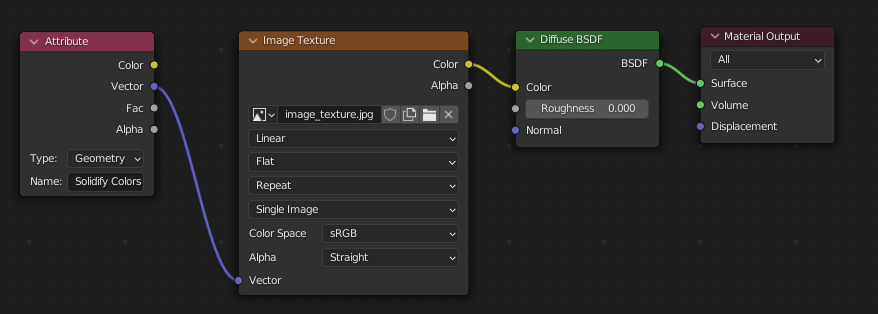 Attribute
Color
Vector
Fac
Alpha
Type: Geometry
Name: Solidify Colors
Image Texture
Color
Alpha
image_texture.jpg
Linear
Flat
Repeat
Single Image
Color Space sRGB
Alpha Straight
Vector
Diffuse BSDF
BSDF
Color
Roughness 0.000
Normal
Material Output
All
Surface
Volume
Displacement